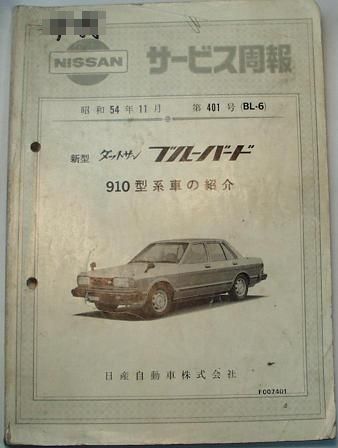 NISSAN サービス周報
昭和54年11月 第401号(BL-6)
新型 ダットサン ブルーバード
910型系車の紹介
日産自動車株式会社
FC07401